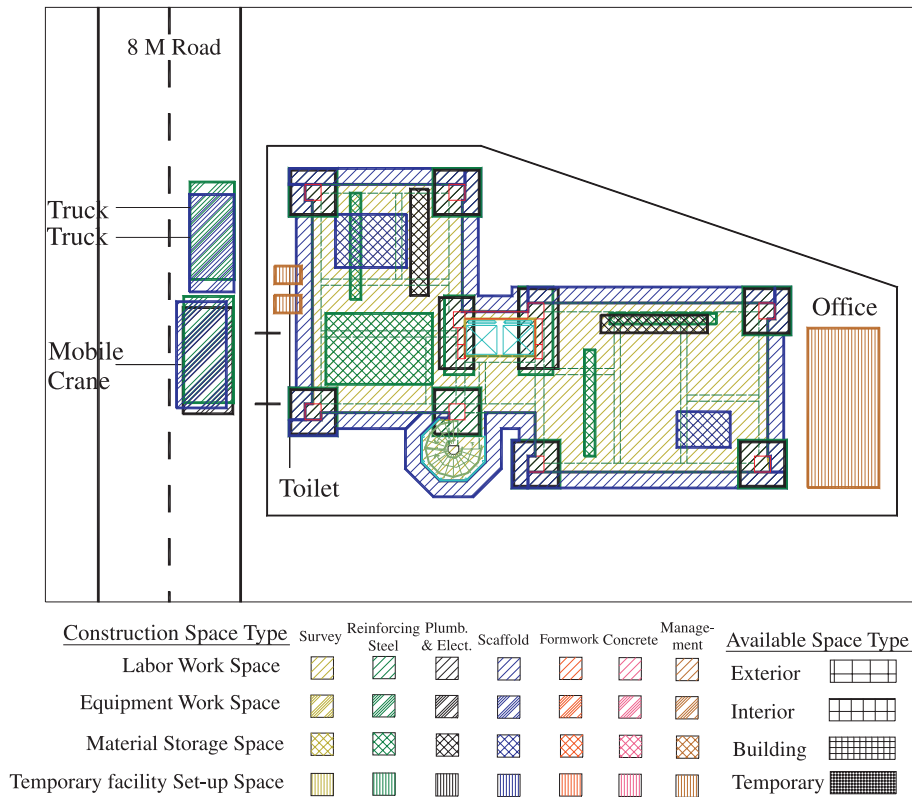 8 M Road
Truck
Truck
Office
Mobile
Crane
Toilet
Construction Space Type
Survey
Reinforcing
Steel
Plumb.
& Elect.
Scaffold
Formwork
Concrete
Manage-
ment
Available Space Type
Labor Work Space
Exterior
Equipment Work Space
Interior
Material Storage Space
Building
Temporary facility Set-up Space
Temporary